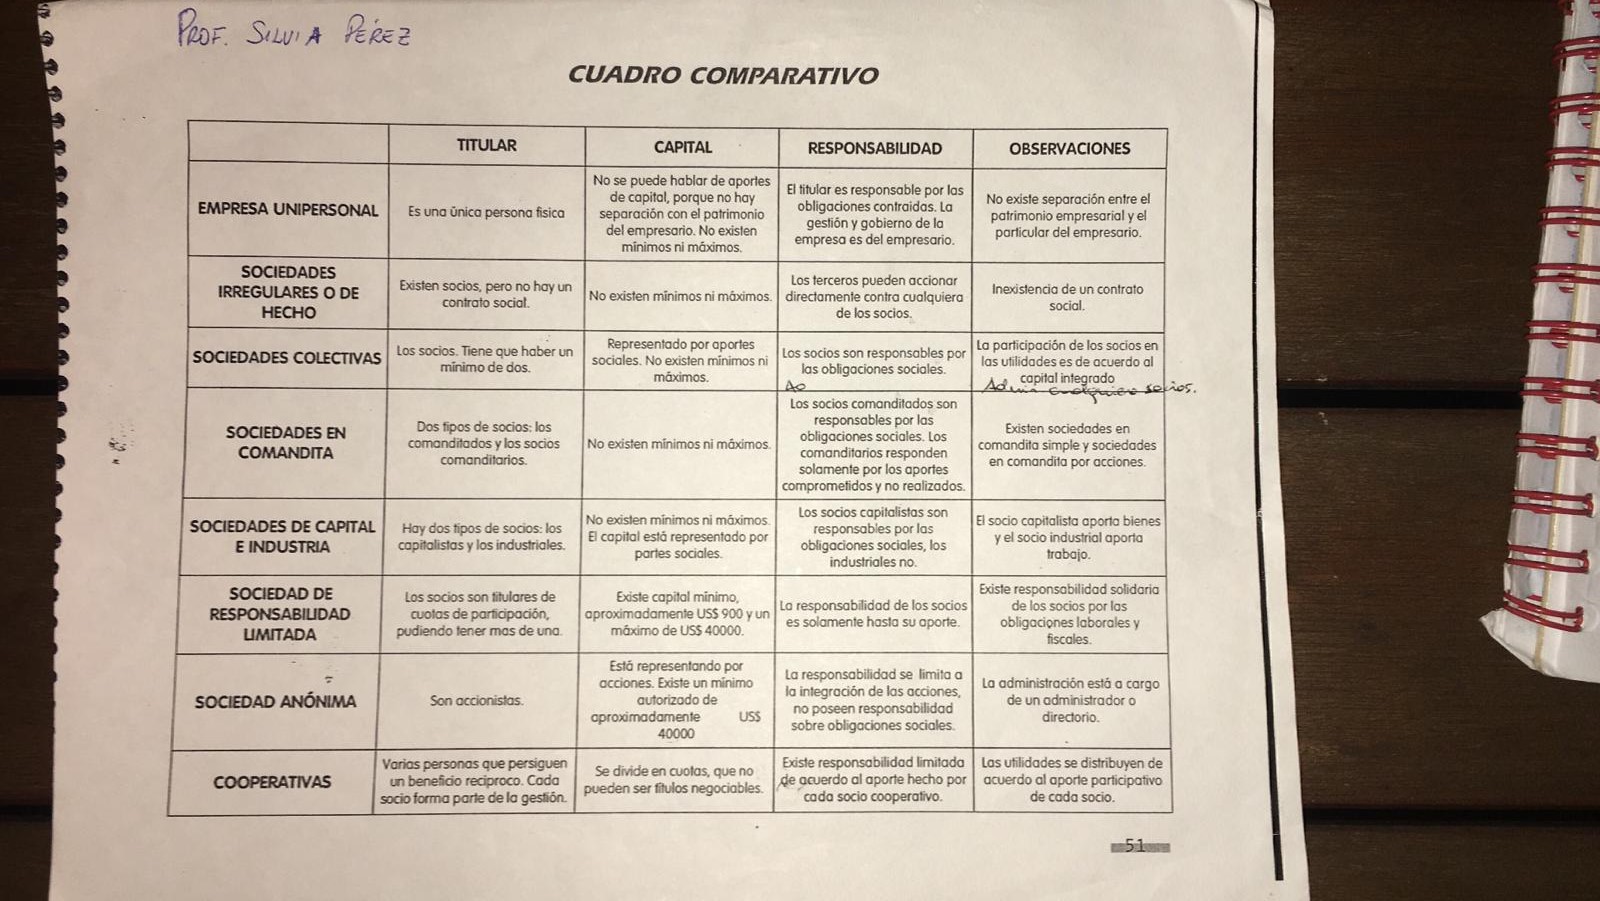 PROF. SILVIA PÉREZ
CUADRO COMPARATIVO
TITULAR
CAPITAL
RESPONSABILIDAD
OBSERVACIONES
EMPRESA UNIPERSONAL
Es una única persona fisica
No se puede hablar de aportes
de capital, porque no hay
separación con el patrimonio
del empresario. No existen
mínimos ni máximos.
El titular es responsable por las
obligaciones contraidas. La
gestión y gobierno de la
empresa es del empresario.
No existe separación entre el
patrimonio empresarial y el
particular del empresario.
SOCIEDADES
IRREGULARES O DE
HECHO
Existen socios, pero no hay un
contrato social.
No existen mínimos ni máximos.
Los terceros pueden accionar
directamente contra cualquiera
de los socios.
Inexistencia de un contrato
social.
SOCIEDADES COLECTIVAS
Los socios. Tiene que haber un
mínimo de dos.
Representado por aportes
sociales. No existen mínimos ni
máximos.
Los socios son responsables por
las obligaciones sociales.
La participación de los socios en
las utilidades es de acuerdo al
capital integrado
socios.
SOCIEDADES EN
COMANDITA
Dos tipos de socios: los
comanditados y los socios
comanditarios.
No existen mínimos ni máximos.
Los socios comanditados son
responsables por las
obligaciones sociales. Los
comanditarios responden
solamente por los aportes
comprometidos y no realizados.
Existen sociedades en
comandita simple y sociedades
en comandita por acciones.
SOCIEDADES DE CAPITAL
E INDUSTRIA
Hay dos tipos de socios: los
capitalistas y los industriales.
No existen mínimos ni máximos.
El capital está representado por
partes sociales.
Los socios capitalistas son
responsables por las
obligaciones sociales, los
industriales no.
El socio capitalista aporta bienes
y el socio industrial aporta
trabajo.
SOCIEDAD DE
RESPONSABILIDAD
LIMITADA
Los socios son titulares de
cuotas de participación,
pudiendo tener mas de una.
Existe capital mínimo,
aproximadamente US$ 900 y un
máximo de US$ 40000.
La responsabilidad de los socios
es solamente hasta su aporte.
Existe responsabilidad solidaria
de los socios por las
obligaciones laborales y
fiscales.
SOCIEDAD ANÓNIMA
Son accionistas.
Está representando por
acciones. Existe un mínimo
autorizado de
aproximadamente US$
40000
La responsabilidad se limita a
la integración de las acciones,
no poseen responsabilidad
sobre obligaciones sociales.
La administración está a cargo
de un administrador o
directorio.
COOPERATIVAS
Varias personas que persiguen
un beneficio reciproco. Cada
socio forma parte de la gestión.
Se divide en cuotas, que no
pueden ser títulos negociables.
Existe responsabilidad limitada
de acuerdo al aporte hecho por
cada socio cooperativo.
Las utilidades se distribuyen de
acuerdo al aporte participativo
de cada socio.
51